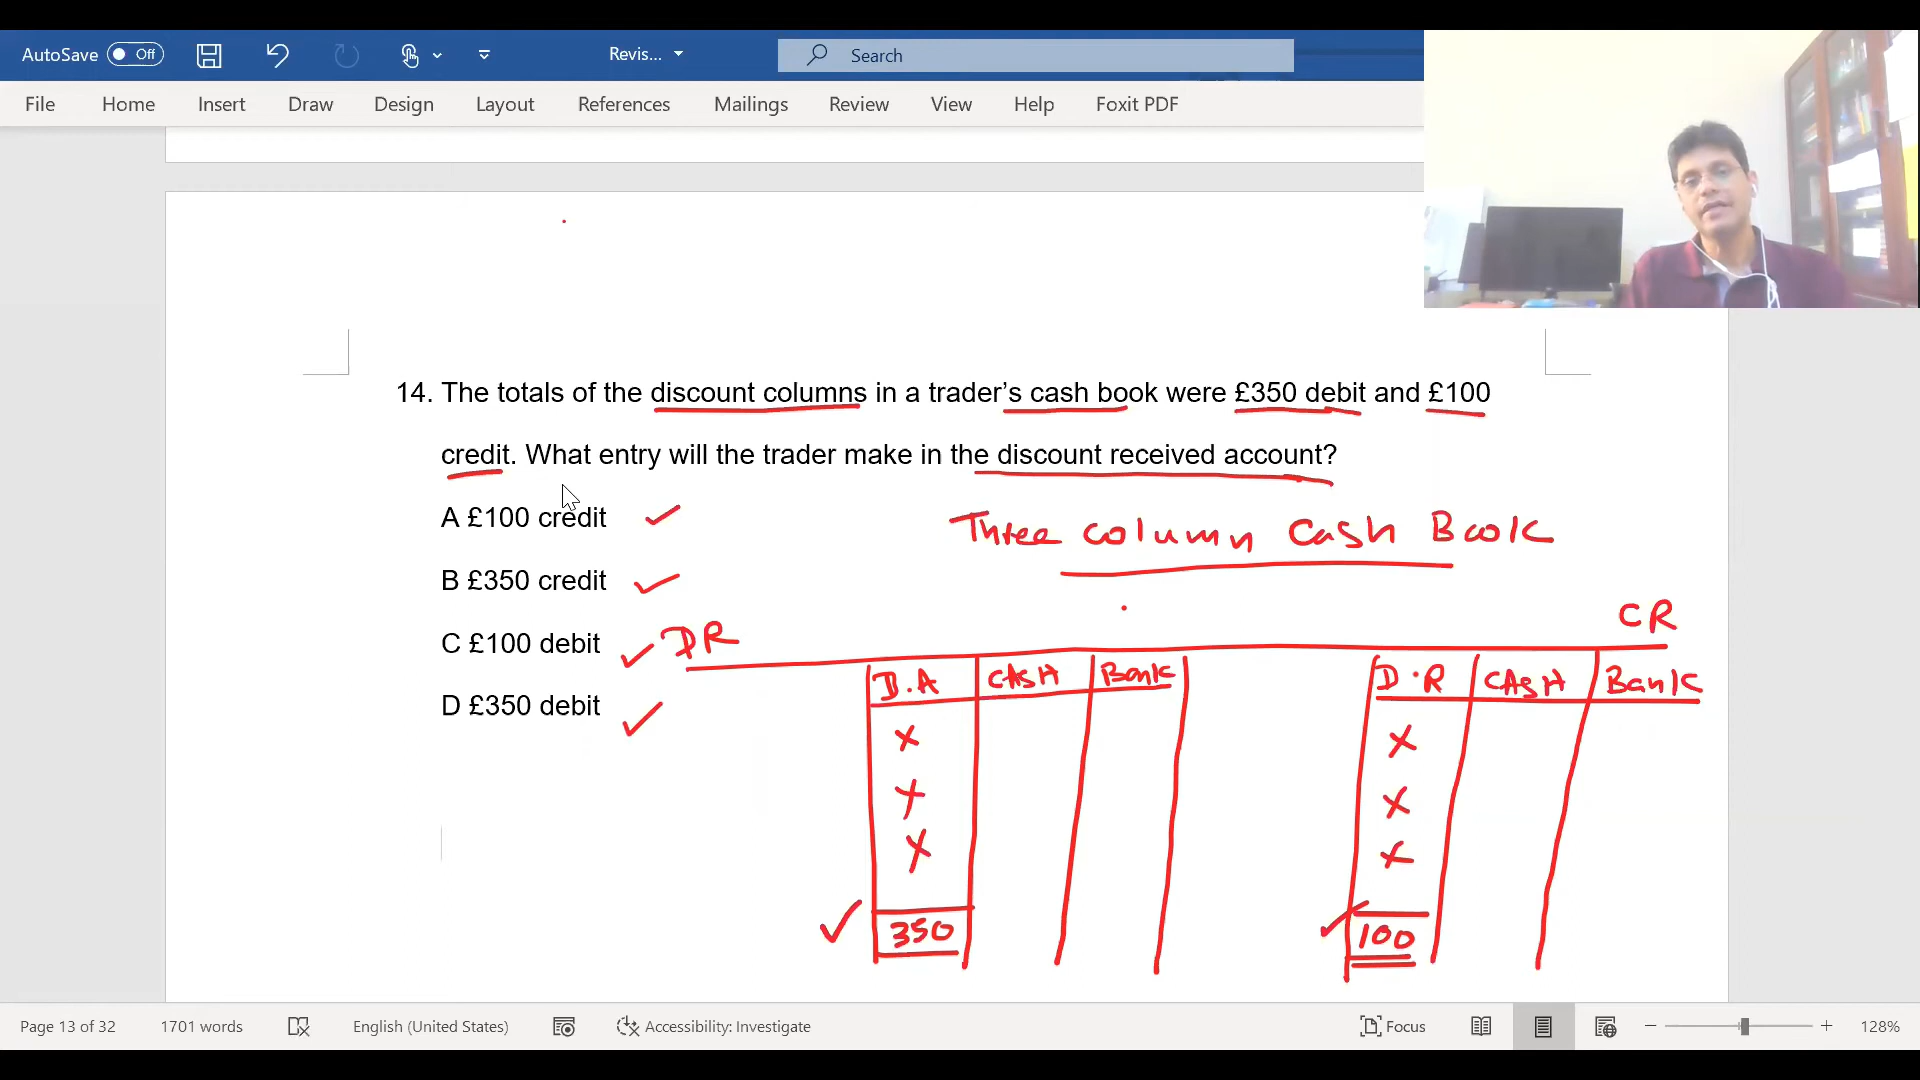 AutoSave Off Revis... Search
File Home Insert Draw Design Layout References Mailings Review View Help Foxit PDF
14. The totals of the discount columns in a trader's cash book were £350 debit and £100
credit. What entry will the trader make in the discount received account?
A £100 credit
B £350 credit
C £100 debit
D £350 debit
Three column Cash Book
DR CR
D.A CASH Bank D.R CASH Bank
x x
x x
x x
350 100
Page 13 of 32 1701 words English (United States) Accessibility: Investigate Focus 128%